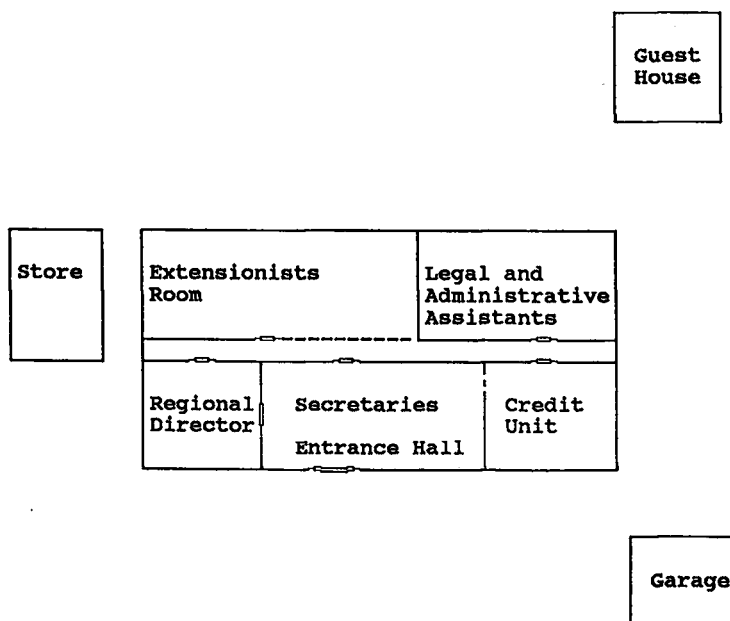 Guest
House
Store
Extensionists
Room
Legal and
Administrative
Assistants
Regional
Director
Secretaries
Entrance Hall
Credit
Unit
Garage